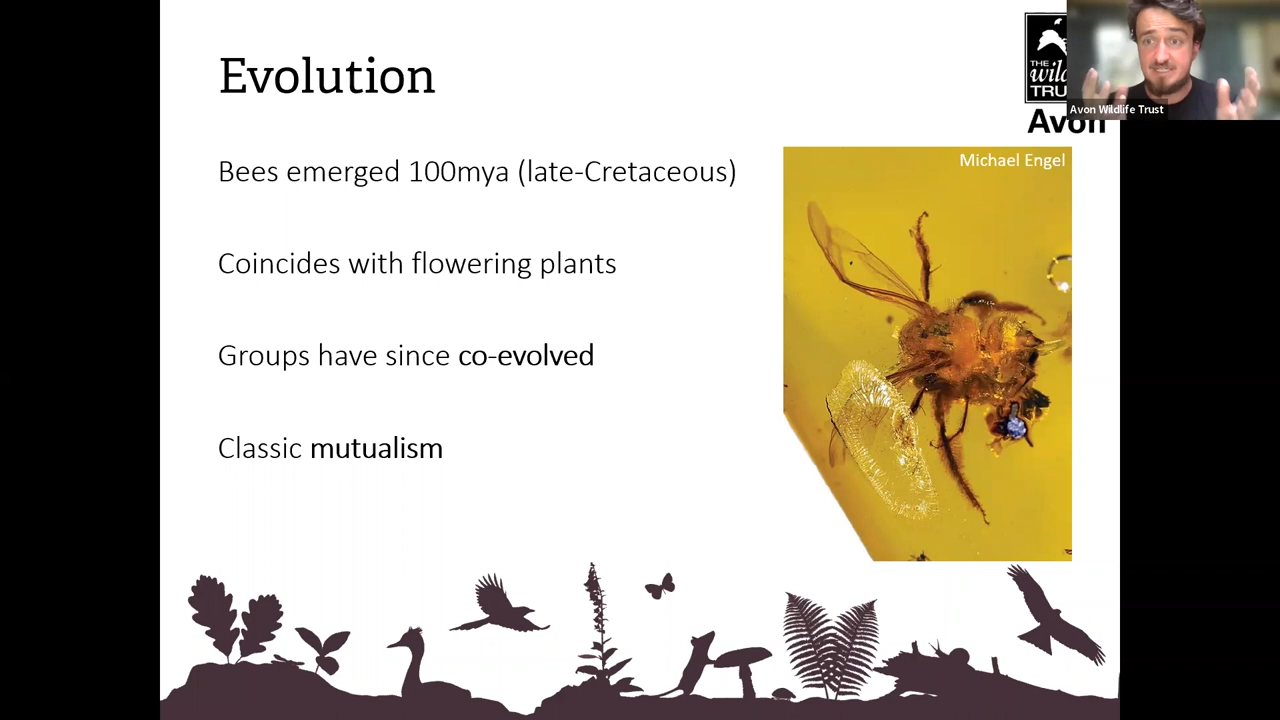 Evolution
THE
wild
TRU
Avon Wildlife Trust
Avon
Michael Engel
Bees emerged 100mya (late-Cretaceous)
Coincides with flowering plants
Groups have since co-evolved
Classic mutualism